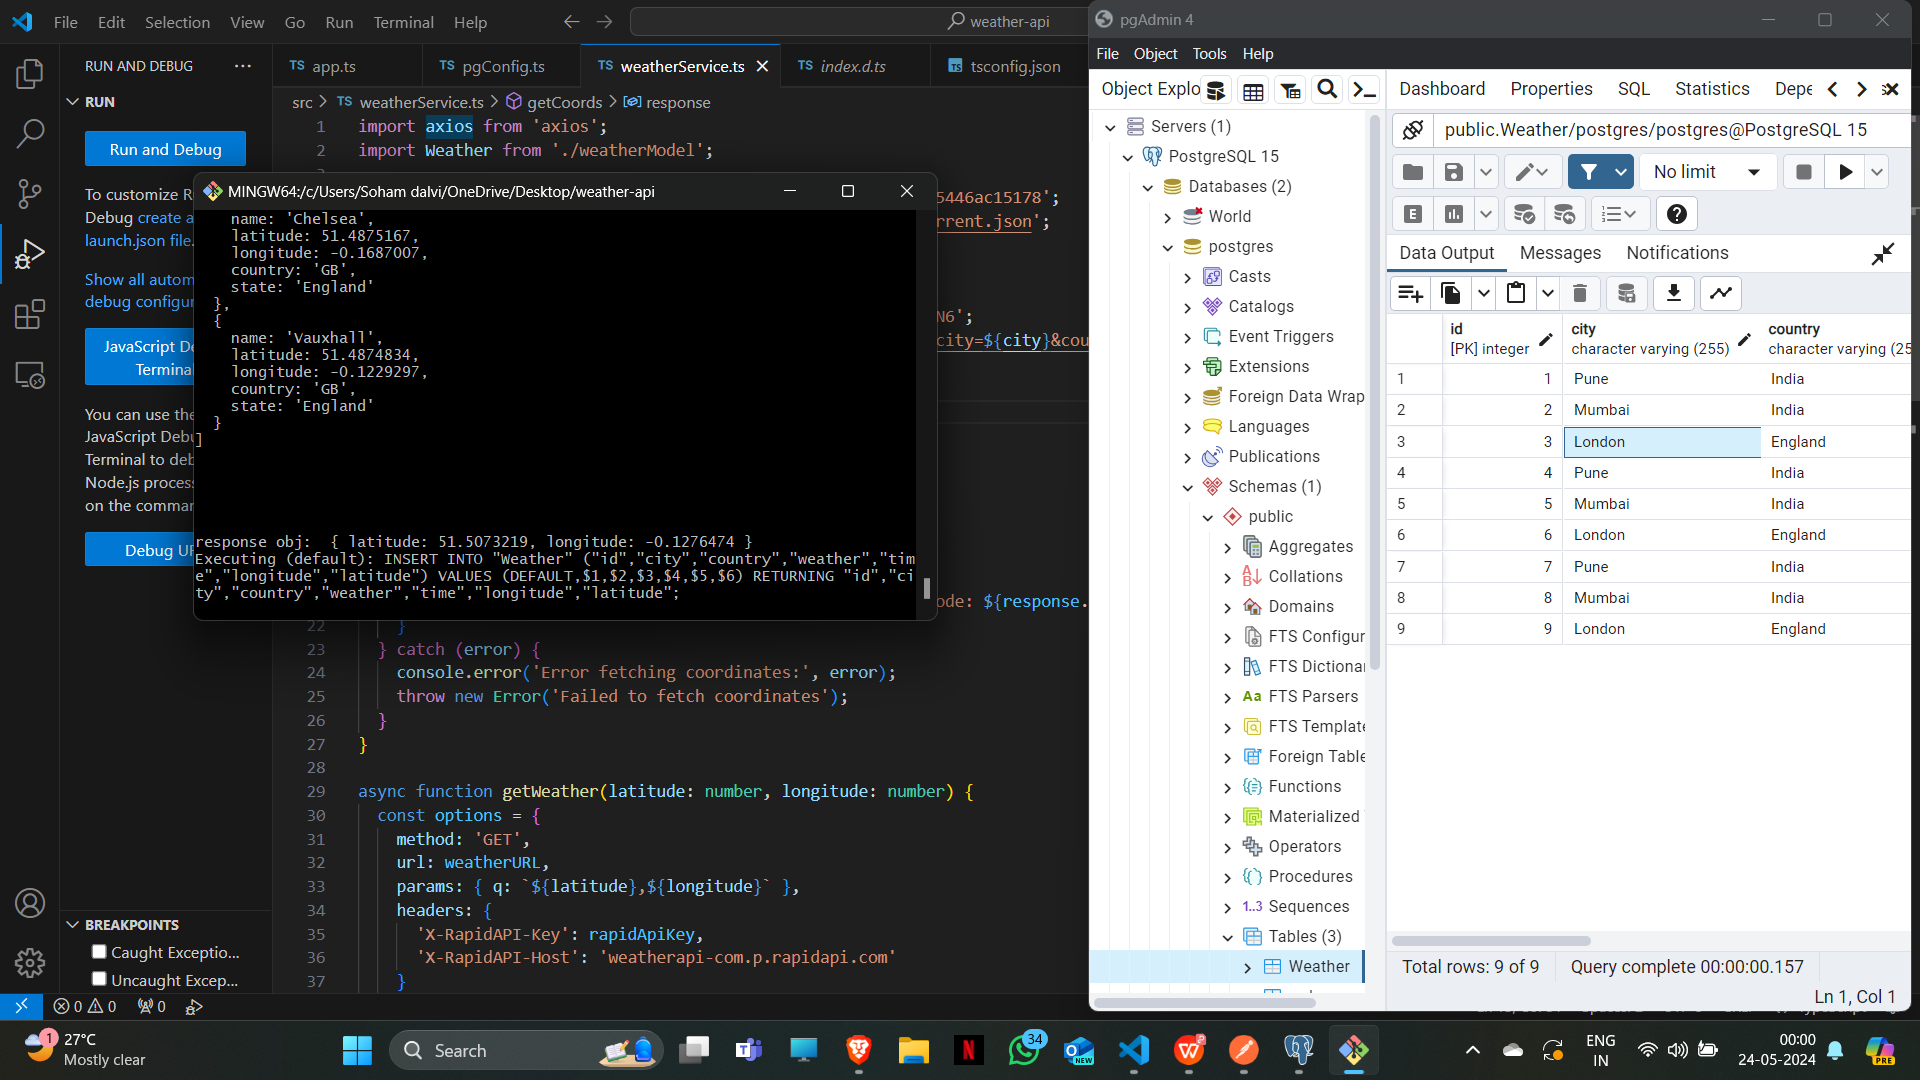 File Edit Selection View Go Run Terminal Help
weather-api
RUN AND DEBUG
RUN
Run and Debug
To customize R
Debug create a
launch.json file.
Show all autom
debug configur
JavaScript De
Termina
You can use the
JavaScript Debu
Terminal to deb
Node.js process
on the comman
Debug UR
BREAKPOINTS
Caught Exceptio...
Uncaught Excep...
TS app.ts
TS pgConfig.ts
TS weatherService.ts
TS index.d.ts
TS tsconfig.json
src > TS weatherService.ts > getCoords > response
1 import axios from 'axios';
2 import Weather from './weatherModel';
5446ac15178';
rrent.json';
N6';
city=${city}&cou
ode: ${response.
22 }
23 } catch (error) {
24 console.error('Error fetching coordinates:', error);
25 throw new Error('Failed to fetch coordinates');
26 }
27 }
28
29 async function getWeather(latitude: number, longitude: number) {
30 const options = {
31 method: 'GET',
32 url: weatherURL,
33 params: { q: `${latitude},${longitude}` },
34 headers: {
35 'X-RapidAPI-Key': rapidApiKey,
36 'X-RapidAPI-Host': 'weatherapi-com.p.rapidapi.com'
37 }
MINGW64:/c/Users/Soham dalvi/OneDrive/Desktop/weather-api
name: 'Chelsea',
latitude: 51.4875167,
longitude: -0.1687007,
country: 'GB',
state: 'England'
},
{
name: 'Vauxhall',
latitude: 51.4874834,
longitude: -0.1229297,
country: 'GB',
state: 'England'
}
]
response obj: { latitude: 51.5073219, longitude: -0.1276474 }
Executing (default): INSERT INTO "Weather" ("id","city","country","weather","tim
e","longitude","latitude") VALUES (DEFAULT,$1,$2,$3,$4,$5,$6) RETURNING "id","ci
ty","country","weather","time","longitude","latitude";
0 0 0
pgAdmin 4
File Object Tools Help
Object Explo
Servers (1)
PostgreSQL 15
Databases (2)
World
postgres
Casts
Catalogs
Event Triggers
Extensions
Foreign Data Wrap
Languages
Publications
Schemas (1)
public
Aggregates
Collations
Domains
FTS Configur
FTS Dictionar
Aa FTS Parsers
FTS Template
Foreign Table
Functions
Materialized
Operators
Procedures
1..3 Sequences
Tables (3)
Weather
Dashboard Properties SQL Statistics Depe
public.Weather/postgres/postgres@PostgreSQL 15
No limit
E
Data Output Messages Notifications
id city country
[PK] integer character varying (255) character varying (25
1 1 Pune India
2 2 Mumbai India
3 3 London England
4 4 Pune India
5 5 Mumbai India
6 6 London England
7 7 Pune India
8 8 Mumbai India
9 9 London England
Total rows: 9 of 9 Query complete 00:00:00.157
Ln 1, Col 1
1 27°C
Mostly clear
Search
N
34
NEW
ENG
IN
00:00
24-05-2024
PRE